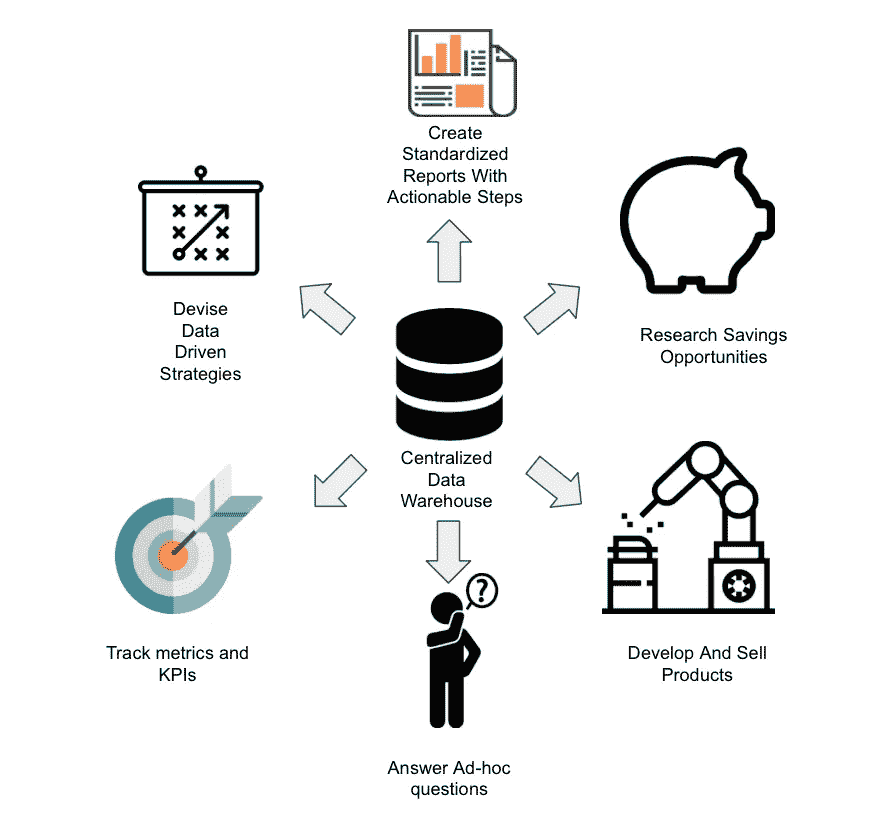 Create
Standardized
Reports With
Actionable Steps
Devise
Data
Driven
Strategies
Research Savings
Opportunities
Centralized
Data
Warehouse
?
Track metrics and
KPIs
Develop And Sell
Products
Answer Ad-hoc
questions